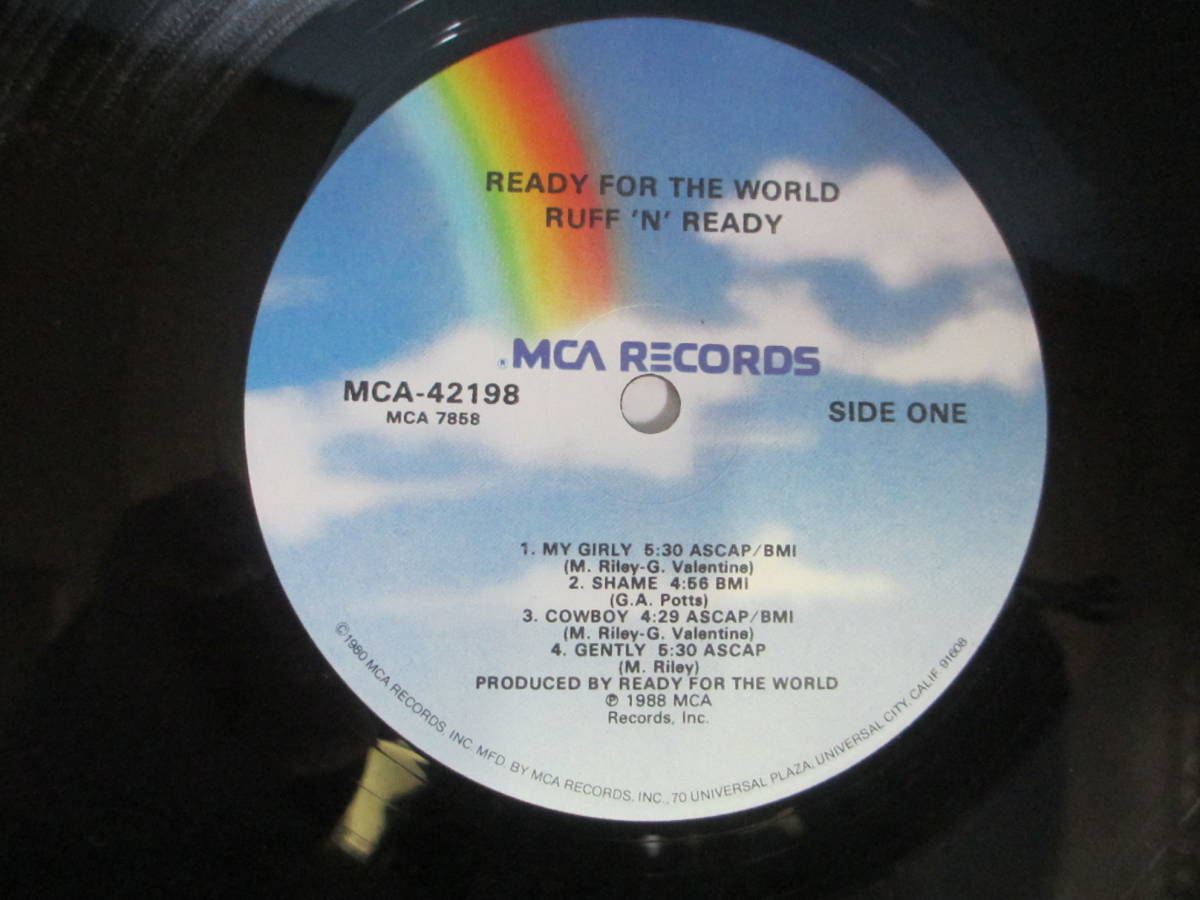 READY FOR THE WORLD
RUFF 'N' READY
® MCA RECORDS
MCA-42198
MCA 7858
SIDE ONE
1. MY GIRLY 5:30 ASCAP/BMI
(M. Riley-G. Valentine)
2. SHAME 4:56 BMI
(G.A. Potts)
3. COWBOY 4:29 ASCAP/BMI
(M. Riley-G. Valentine)
4. GENTLY 5:30 ASCAP
(M. Riley)
PRODUCED BY READY FOR THE WORLD
℗ 1988 MCA
Records, Inc.
©1980 MCA RECORDS, INC. MFD. BY MCA RECORDS, INC., 70 UNIVERSAL PLAZA, UNIVERSAL CITY, CALIF. 91608